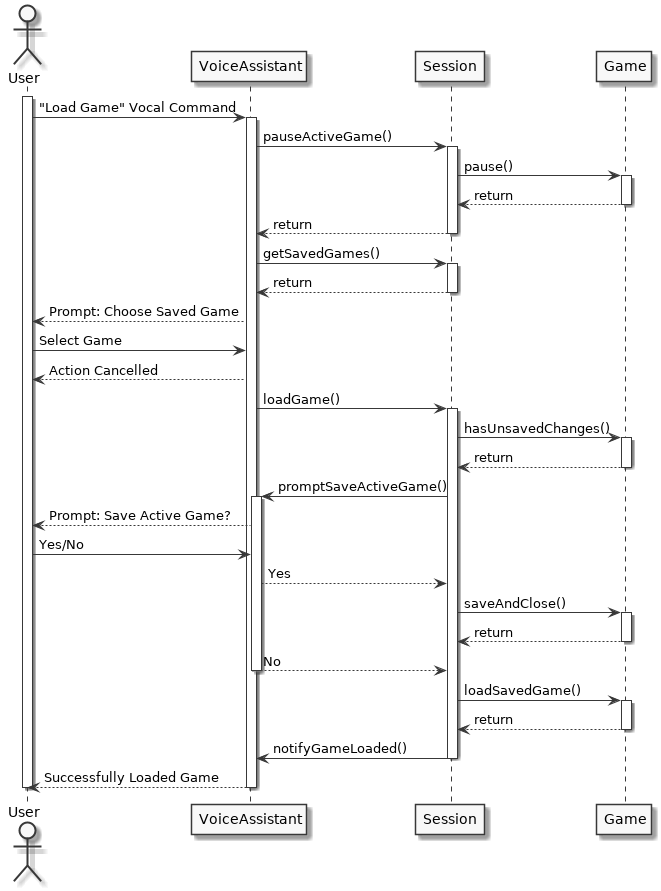 User
VoiceAssistant
Session
Game
"Load Game" Vocal Command
pauseActiveGame()
pause()
return
return
getSavedGames()
return
Prompt: Choose Saved Game
Select Game
Action Cancelled
loadGame()
hasUnsavedChanges()
return
promptSaveActiveGame()
Prompt: Save Active Game?
Yes/No
Yes
saveAndClose()
return
No
loadSavedGame()
return
notifyGameLoaded()
Successfully Loaded Game
User
VoiceAssistant
Session
Game